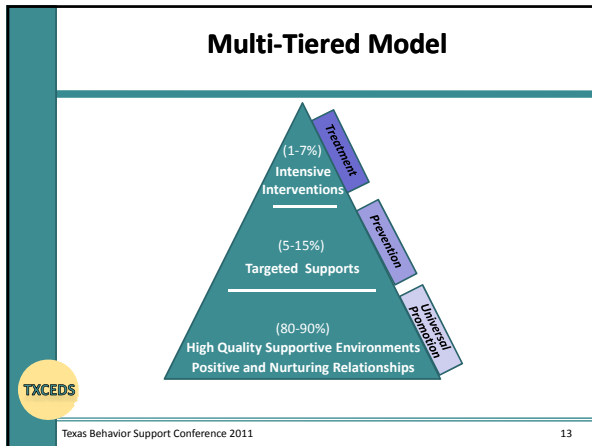 Multi-Tiered Model
(1-7%)
Intensive
Interventions
Treatment
(5-15%)
Targeted Supports
Prevention
(80-90%)
High Quality Supportive Environments
Positive and Nurturing Relationships
Universal
Promotion
TXCEDS
Texas Behavior Support Conference 2011
13